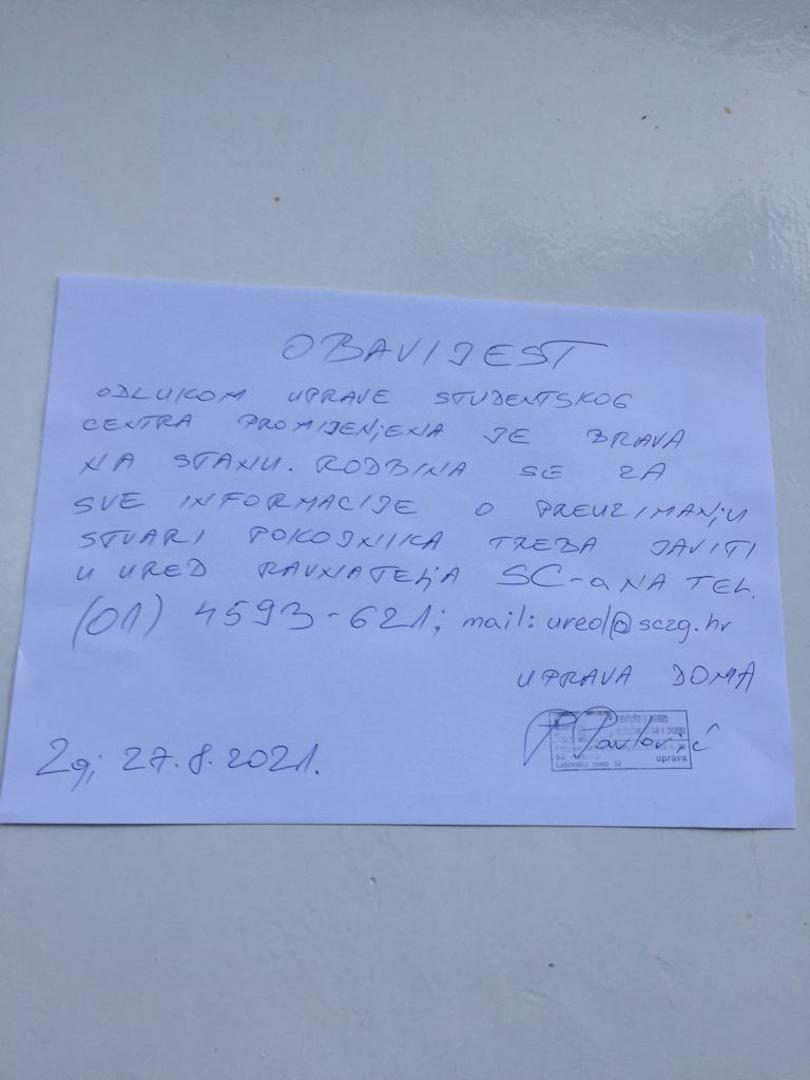 OBAVIJEST
ODLUKOM UPRAVE STUDENTSKOG
CENTRA PROMIJENJENA JE BRAVA
NA STANU. RODBINA SE ZA
SVE INFORMACIJE O PREUZIMANJU
STVARI POKOJNIKA TREBA JAVITI
U URED RAVNATELJA SC-a NA TEL.
(01) 4593-621; mail: ured@sczg.hr
UPRAVA DOMA
Pavlović
uprava
Zg; 27.8.2021.